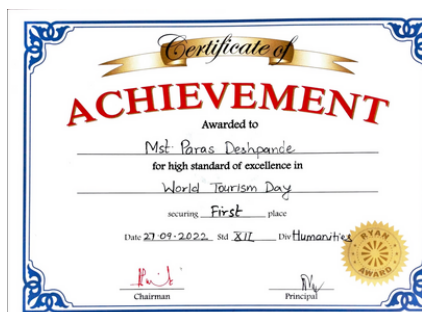 Certificate of
ACHIEVEMENT
Awarded to
Mst. Paras Deshpande
for high standard of excellence in
World Tourism Day
securing First place
Date 27.09.2022 Std XII Div Humanities
RYAN
AWARD
Chairman Principal